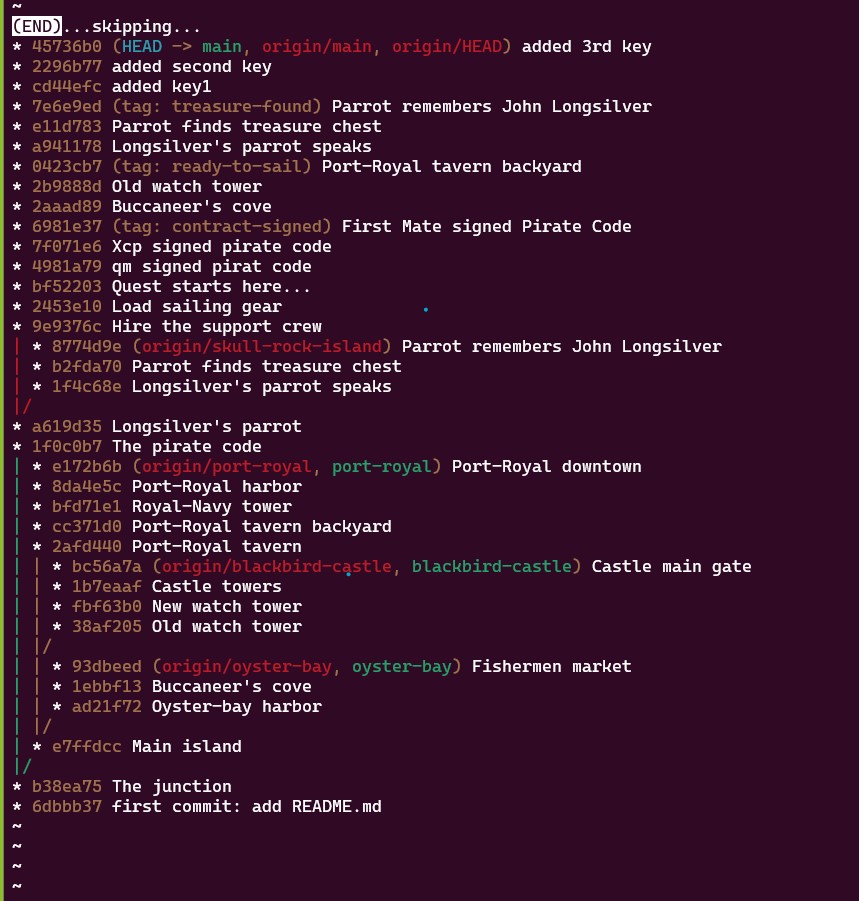 ~
(END)...skipping...
* 45736b0 (HEAD -> main, origin/main, origin/HEAD) added 3rd key
* 2296b77 added second key
* cd44efc added key1
* 7e6e9ed (tag: treasure-found) Parrot remembers John Longsilver
* e11d783 Parrot finds treasure chest
* a941178 Longsilver's parrot speaks
* 0423cb7 (tag: ready-to-sail) Port-Royal tavern backyard
* 2b9888d Old watch tower
* 2aaad89 Buccaneer's cove
* 6981e37 (tag: contract-signed) First Mate signed Pirate Code
* 7f071e6 Xcp signed pirate code
* 4981a79 qm signed pirat code
* bf52203 Quest starts here...
* 2453e10 Load sailing gear
* 9e9376c Hire the support crew
| * 8774d9e (origin/skull-rock-island) Parrot remembers John Longsilver
| * b2fda70 Parrot finds treasure chest
| * 1f4c68e Longsilver's parrot speaks
|/
* a619d35 Longsilver's parrot
* 1f0c0b7 The pirate code
| * e172b6b (origin/port-royal, port-royal) Port-Royal downtown
| * 8da4e5c Port-Royal harbor
| * bfd71e1 Royal-Navy tower
| * cc371d0 Port-Royal tavern backyard
| * 2afd440 Port-Royal tavern
| | * bc56a7a (origin/blackbird-castle, blackbird-castle) Castle main gate
| | * 1b7eaaf Castle towers
| | * fbf63b0 New watch tower
| | * 38af205 Old watch tower
| |/
| | * 93dbeed (origin/oyster-bay, oyster-bay) Fishermen market
| | * 1ebbf13 Buccaneer's cove
| | * ad21f72 Oyster-bay harbor
| |/
| * e7ffdcc Main island
|/
* b38ea75 The junction
* 6dbbb37 first commit: add README.md
~
~
~
~